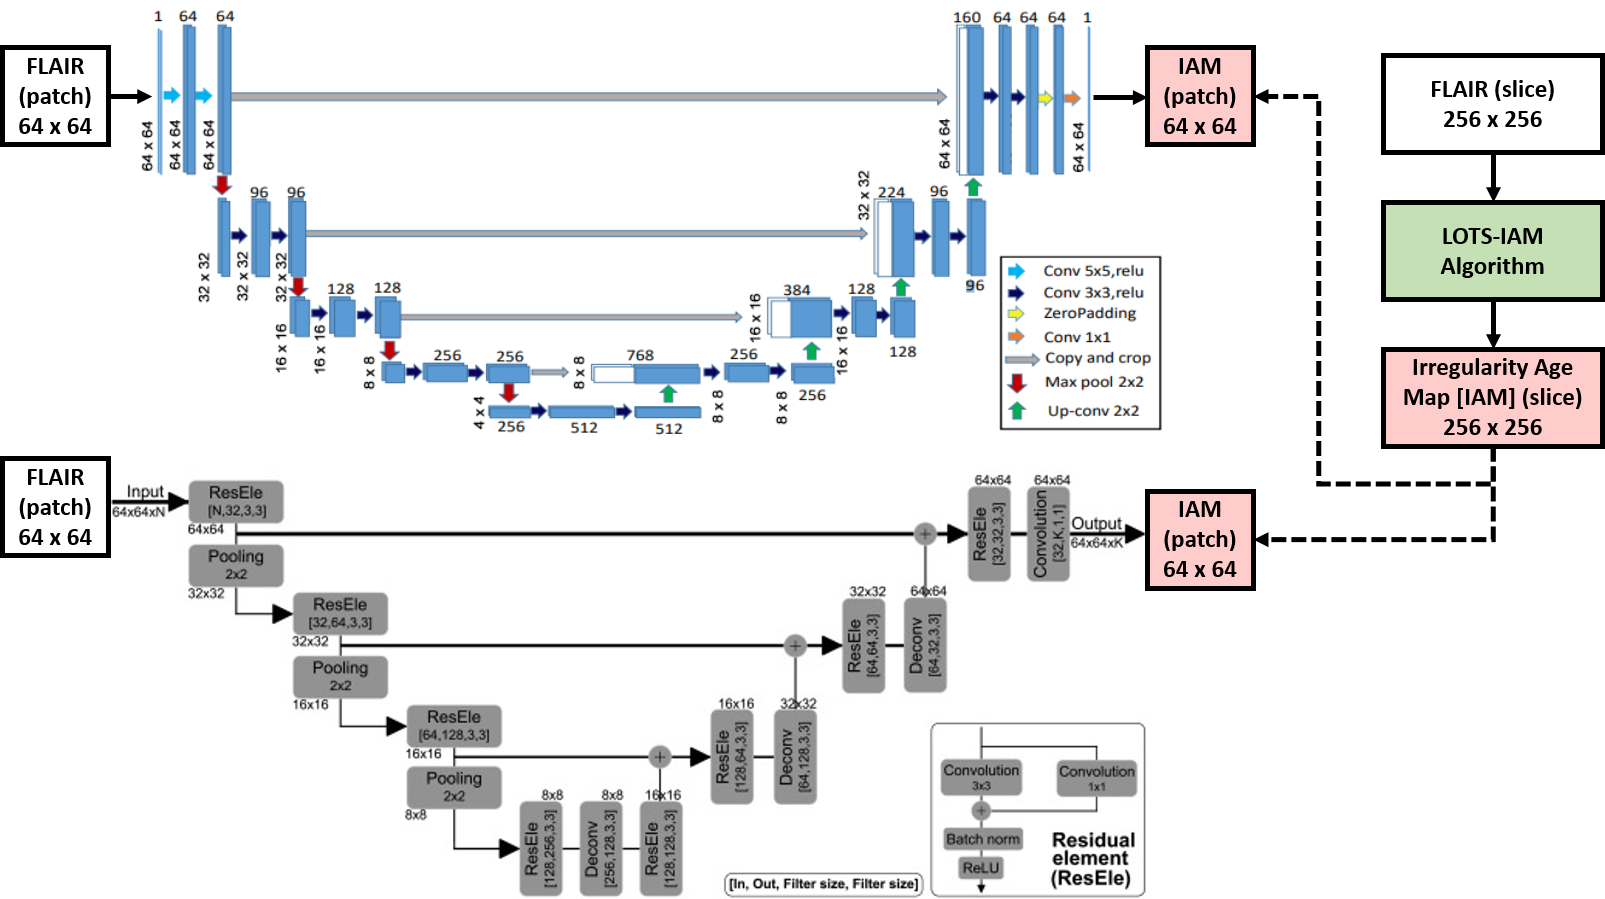 FLAIR
(patch)
64 x 64
1
64
64
64 x 64
64 x 64
64 x 64
160
64
64
64
1
64 x 64
64 x 64
IAM
(patch)
64 x 64
FLAIR (slice)
256 x 256
LOTS-IAM
Algorithm
Irregularity Age
Map [IAM] (slice)
256 x 256
96
96
32 x 32
32 x 32
32 x 32
32 x 32
224
96
96
128
128
16 x 16
16 x 16
16 x 16
384
128
16 x 16
128
8 x 8
256
256
8 x 8
768
256
8 x 8
8 x 8
256
4 x 4
256
512
512
Conv 5x5,relu
Conv 3x3,relu
ZeroPadding
Conv 1x1
Copy and crop
Max pool 2x2
Up-conv 2x2
FLAIR
(patch)
64 x 64
Input
64x64xN
ResEle
[N,32,3,3]
64x64
Pooling
2x2
32x32
ResEle
[32,64,3,3]
32x32
Pooling
2x2
16x16
ResEle
[64,128,3,3]
16x16
Pooling
2x2
8x8
8x8
ResEle
[128,256,3,3]
8x8
Deconv
[256,128,3,3]
16x16
ResEle
[128,128,3,3]
16x16
ResEle
[128,64,3,3]
32x32
Deconv
[64,128,3,3]
32x32
ResEle
[64,64,3,3]
64x64
Deconv
[64,32,3,3]
64x64
ResEle
[32,32,3,3]
64x64
Convolution
[32,K,1,1]
Output
64x64xK
IAM
(patch)
64 x 64
[In, Out, Filter size, Filter size]
Convolution
3x3
Convolution
1x1
Batch norm
ReLU
Residual
element
(ResEle)